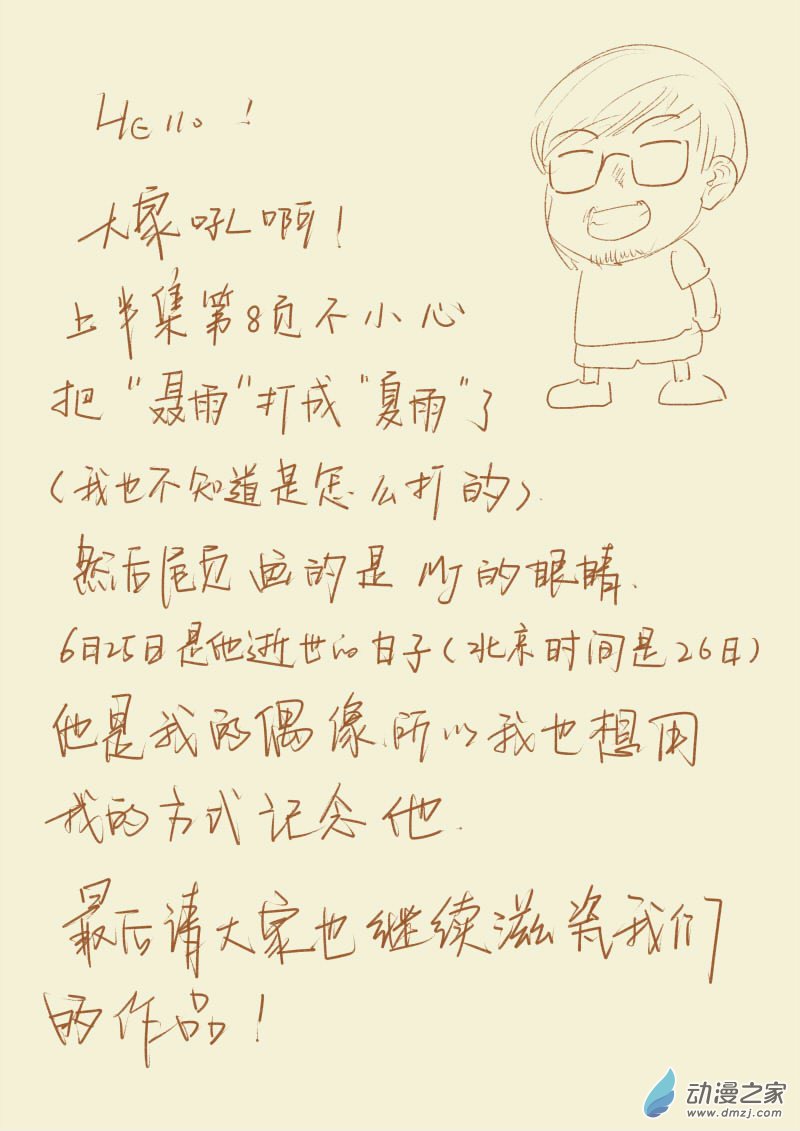 Hello!
大家吼啊！
上半集第8页不小心
把“聂雨”打成“夏雨”了
（我也不知道是怎么打的）.
然后尾页画的是MJ的眼睛.
6月25日是他逝世的日子（北京时间是26日）
他是我的偶像.所以我也想用
我的方式记念他.
最后请大家也继续滋瓷我们
的作品！
动漫之家
www.dmzj.com